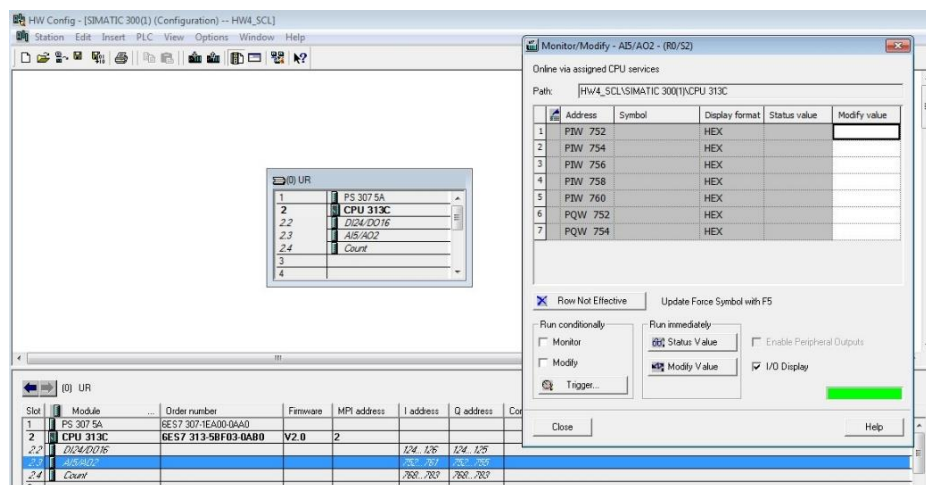 HW Config - [SIMATIC 300(1) (Configuration) -- HW4_SCL]
Station Edit Insert PLC View Options Window Help
(0) UR
1 PS 307 5A
2 CPU 313C
2.2 DI24/DO16
2.3 AI5/AO2
2.4 Count
3
4
Monitor/Modify - AI5/AO2 - (R0/S2)
Online via assigned CPU services
Path: HW4_SCL\SIMATIC 300(1)\CPU 313C
Address Symbol Display format Status value Modify value
1 PIW 752 HEX
2 PIW 754 HEX
3 PIW 756 HEX
4 PIW 758 HEX
5 PIW 760 HEX
6 PQW 752 HEX
7 PQW 754 HEX
Row Not Effective Update Force Symbol with F5
Run conditionally Run immediately
Monitor Status Value Enable Peripheral Outputs
Modify Modify Value I/O Display
Trigger...
Close Help
(0) UR
Slot Module ... Order number Firmware MPI address I address Q address Co
1 PS 307 5A 6ES7 307-1EA00-0AA0
2 CPU 313C 6ES7 313-5BF03-0AB0 V2.0 2
2.2 DI24/DO16 124...126 124...125
2.3 AI5/AO2 752...761 752...755
2.4 Count 768...783 768...783